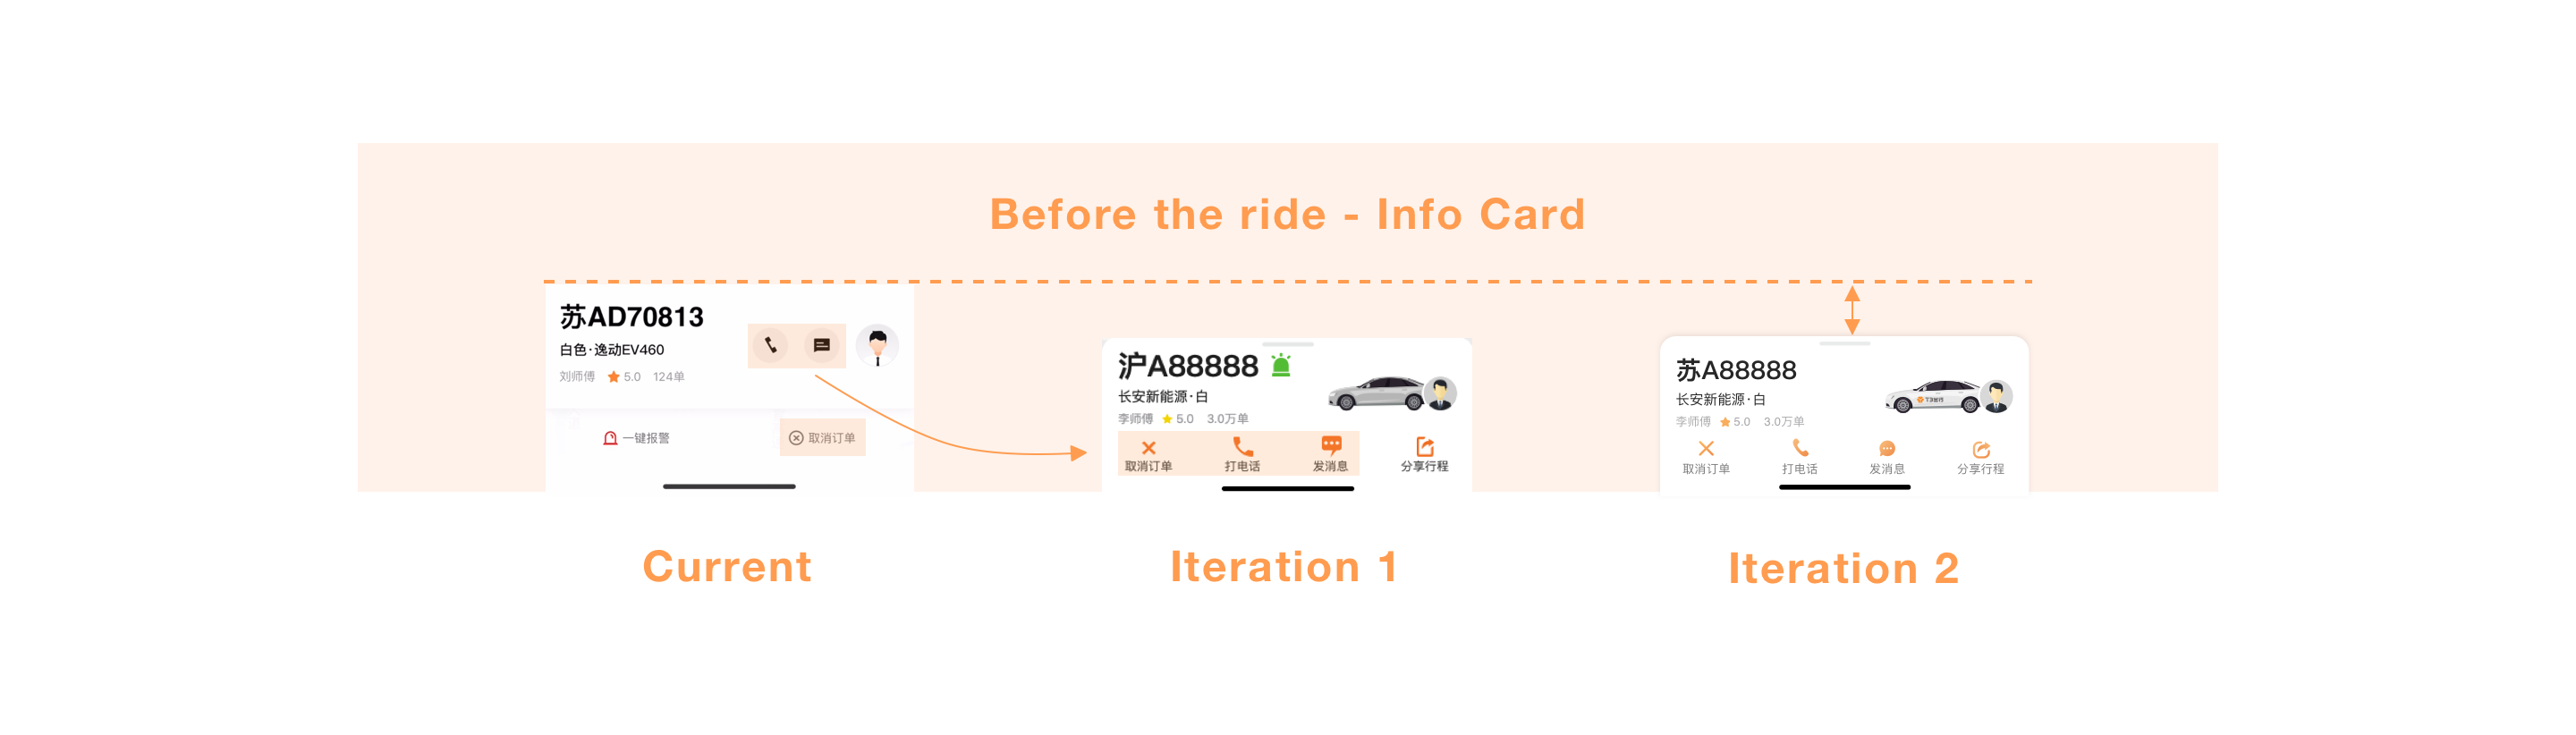 Before the ride - Info Card
苏AD70813
白色·逸动EV460
刘师傅 5.0 124单
一键报警 取消订单
沪A88888
长安新能源·白
李师傅 5.0 3.0万单
取消订单 打电话 发消息 分享行程
苏A88888
长安新能源·白
李师傅 5.0 3.0万单
取消订单 打电话 发消息 分享行程
Current
Iteration 1
Iteration 2